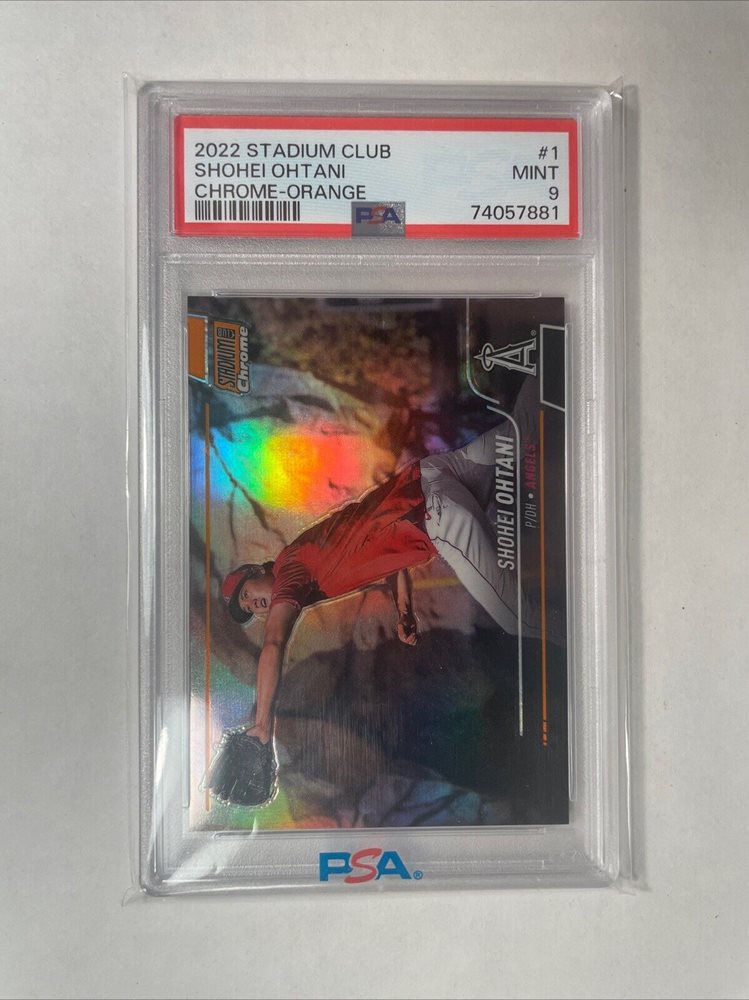 2022 STADIUM CLUB #1
SHOHEI OHTANI MINT
CHROME-ORANGE 9
PSA 74057881
STADIUM CLUB
Chrome
A
SHOHEI OHTANI
P/DH • ANGELS
PSA®